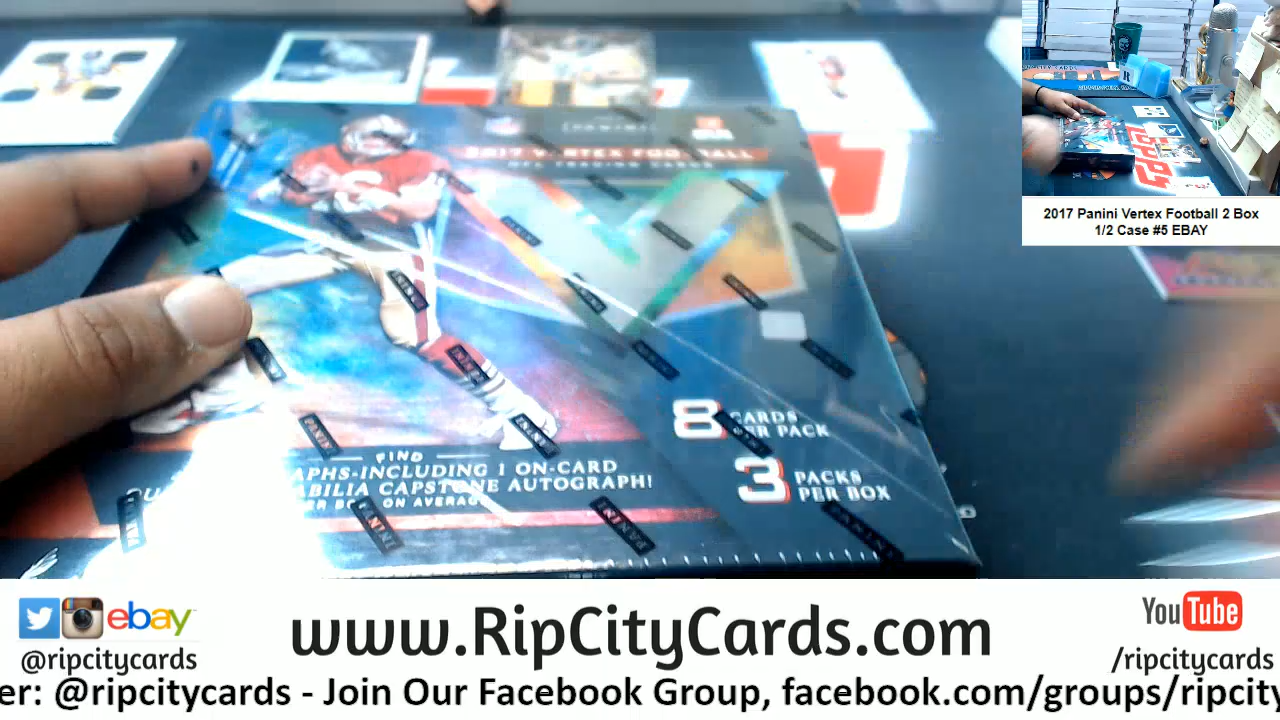 2017 VERTEX FOOTBALL
8 CARDS PER PACK
3 PACKS PER BOX
FIND
APHS-INCLUDING 1 ON-CARD
ABILIA CAPSTONE AUTOGRAPH!
ON AVERAGE
PANINI
TOPPS
2017 Panini Vertex Football 2 Box
1/2 Case #5 EBAY
ebay
@ripcitycards
www.RipCityCards.com
YouTube
/ripcitycards
er: @ripcitycards - Join Our Facebook Group, facebook.com/groups/ripcity